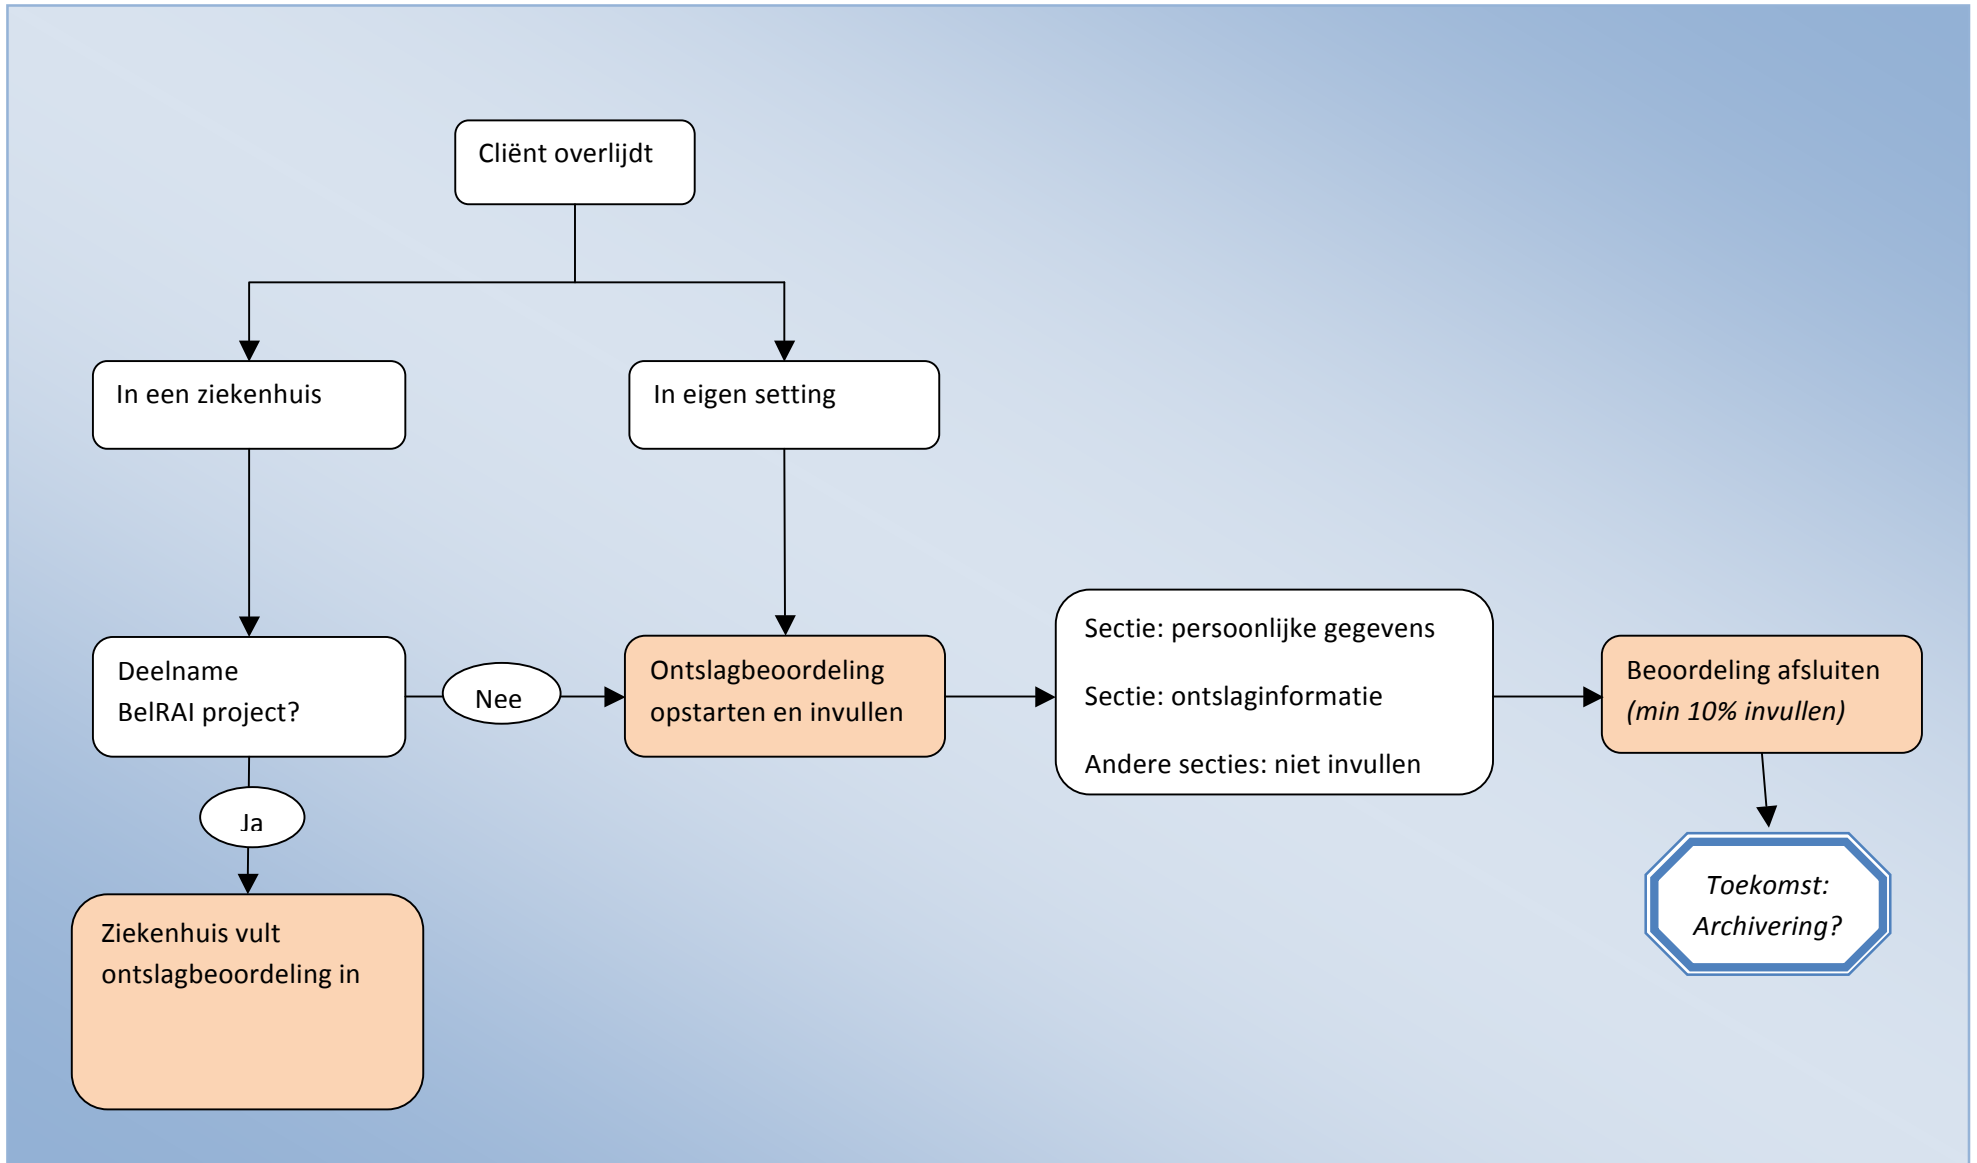 Cliënt overlijdt
In een ziekenhuis
In eigen setting
Deelname
BelRAI project?
Nee
Ontslagbeoordeling
opstarten en invullen
Sectie: persoonlijke gegevens
Sectie: ontslaginformatie
Andere secties: niet invullen
Beoordeling afsluiten
(min 10% invullen)
Ja
Ziekenhuis vult
ontslagbeoordeling in
Toekomst:
Archivering?